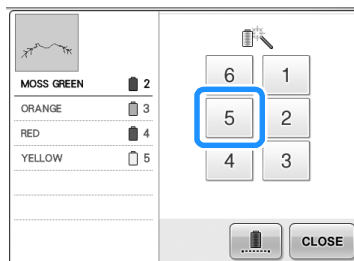 MOSS GREEN 2
ORANGE 3
RED 4
YELLOW 5
6 1
5 2
4 3
CLOSE